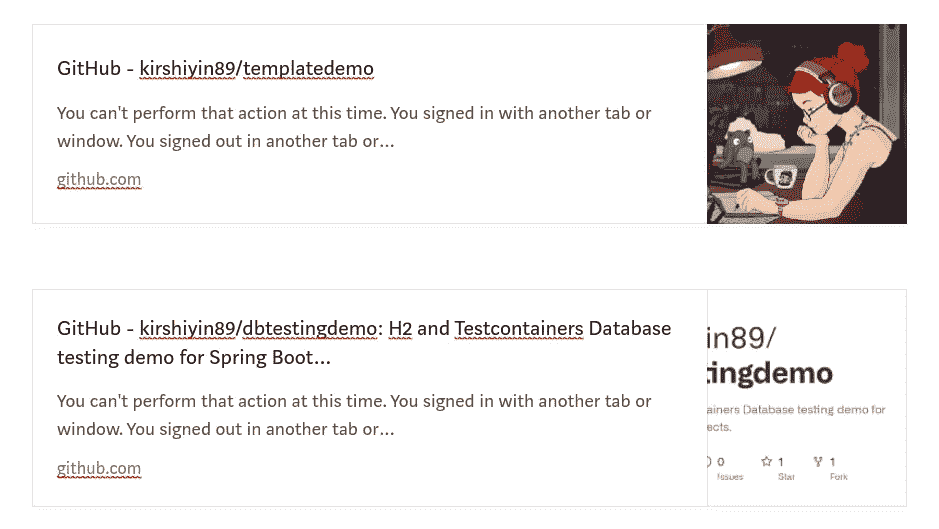 GitHub - kirshiyin89/templatedemo
You can't perform that action at this time. You signed in with another tab or
window. You signed out in another tab or...
github.com
GitHub - kirshiyin89/dbtestingdemo: H2 and Testcontainers Database
testing demo for Spring Boot...
You can't perform that action at this time. You signed in with another tab or
window. You signed out in another tab or...
github.com
in89/
tingdemo
ainers Database testing demo for
ects.
0 1 1
Issues Star Fork